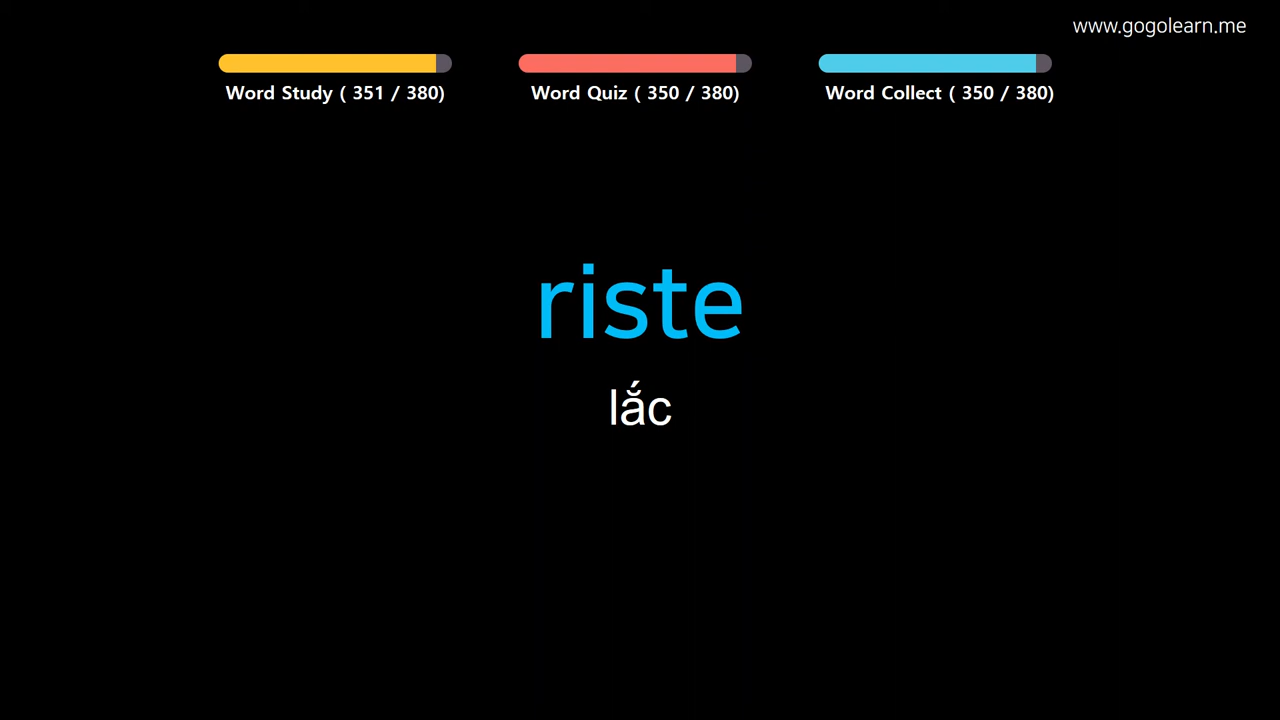 www.gogolearn.me
Word Study ( 351 / 380)
Word Quiz ( 350 / 380)
Word Collect ( 350 / 380)
riste
lắc